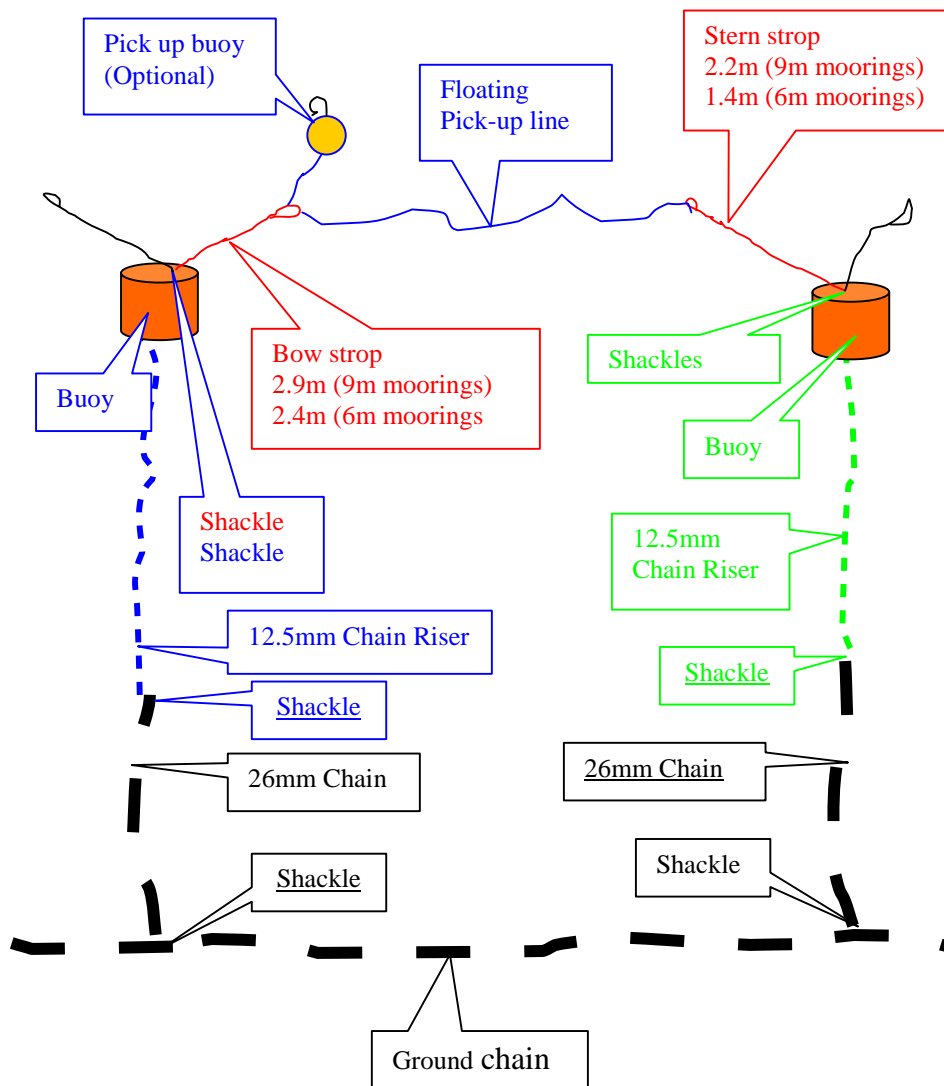 Pick up buoy
(Optional)
Floating
Pick-up line
Stern strop
2.2m (9m moorings)
1.4m (6m moorings)
Bow strop
2.9m (9m moorings)
2.4m (6m moorings
Shackles
Buoy
Buoy
Shackle
Shackle
12.5mm
Chain Riser
12.5mm Chain Riser
Shackle
Shackle
26mm Chain
26mm Chain
Shackle
Shackle
Ground chain